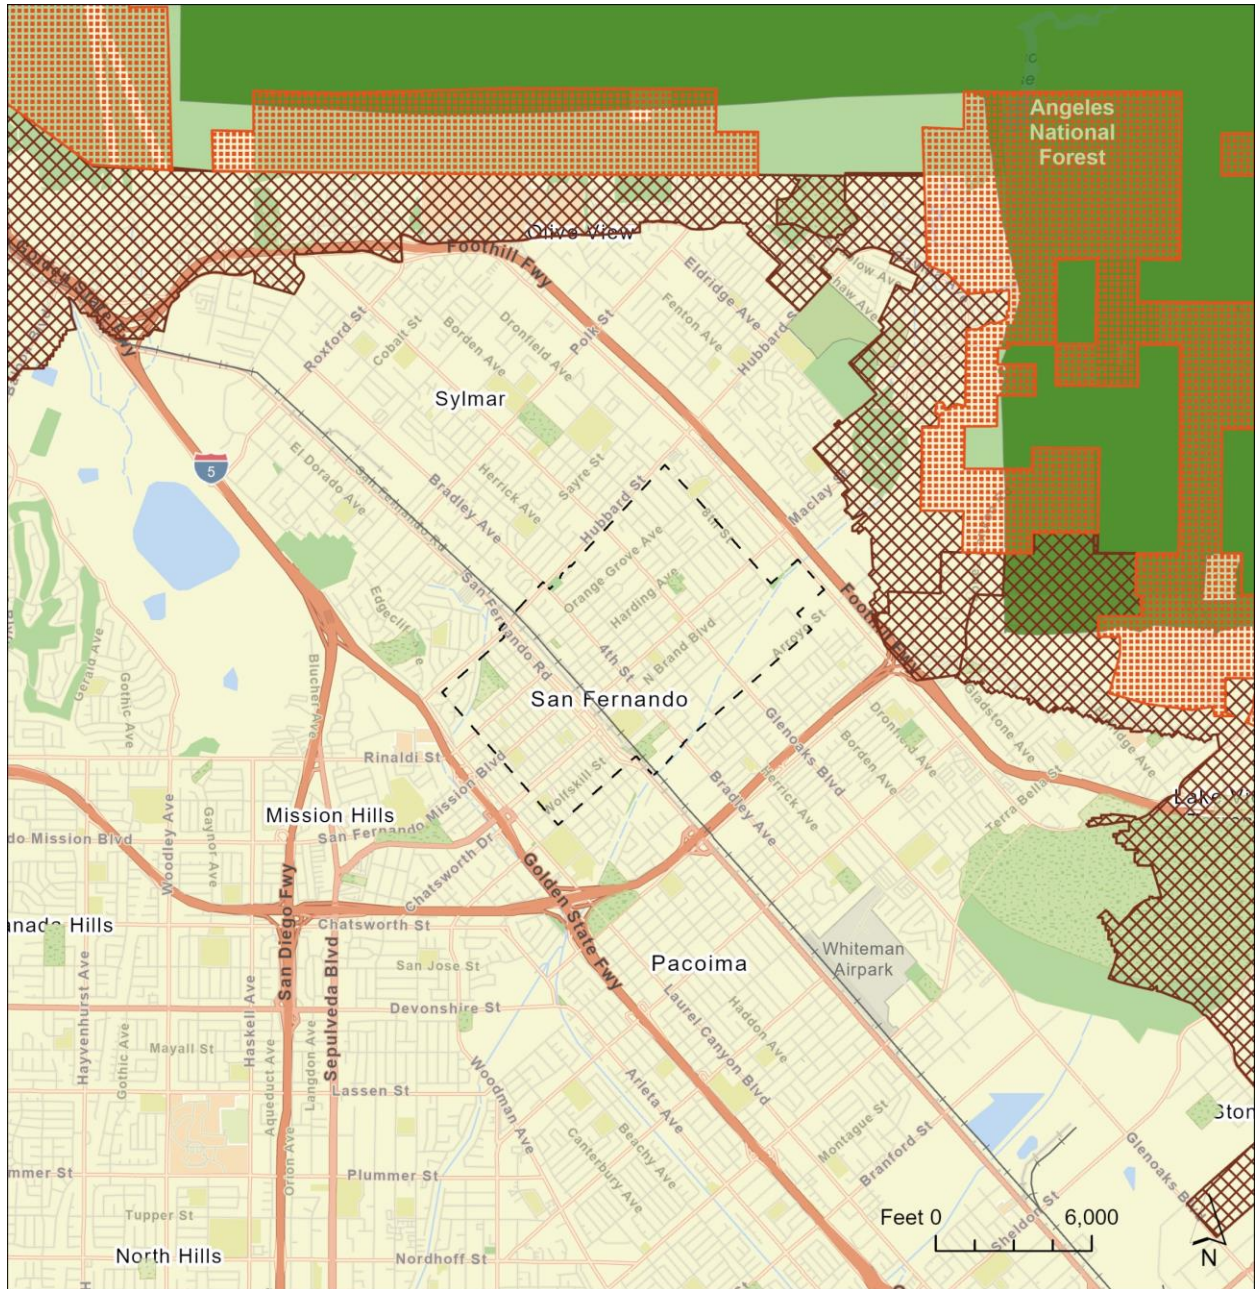 Angeles
National
Forest
Olive View
Foothill Fwy
Golden State Fwy
Eldridge Ave
Fenton Ave
Hubbard S
Polk St
Dronfield Ave
Borden Ave
Cobalt St
Roxford St
Sylmar
5
El Dorado Ave
San Fernando Rd
Bradley Ave
Herrick Ave
Sayre St
Hubbard St
8th St
Maclay S
Orange Grove Ave
Harding Ave
San Fernando Rd
4th St
N Brand Blvd
Arroyo St
Foothill Fwy
Edgecliff Ave
Gerald Ave
Gothic Ave
Blucher Ave
San Fernando
Glenoaks Blvd
Gladstone Ave
Dronfield Ave
Borden Ave
Herrick Ave
Bradley Ave
Terra Bella St
Rinaldi St
Wolfskill St
San Fernando Mission Blvd
Mission Hills
do Mission Blvd
Woodley Ave
Gaynor Ave
Chatsworth Dr
Golden State Fwy
San Diego Fwy
Sepulveda Blvd
Chatsworth St
anada Hills
San Jose St
Devonshire St
Pacoima
Whiteman
Airpark
Hayvenhurst Ave
Gothic Ave
Mayall St
Haskell Ave
Aqueduct Ave
Langdon Ave
Orion Ave
Lassen St
Woodman Ave
Laurel Canyon Blvd
Haddon Ave
Arleta Ave
Beachy Ave
Canterbury Ave
Montague St
Branford St
Glenoaks B
Ston
mmer St
Plummer St
Tupper St
North Hills
Nordhoff St
Sheldon St
Feet 0 6,000
N